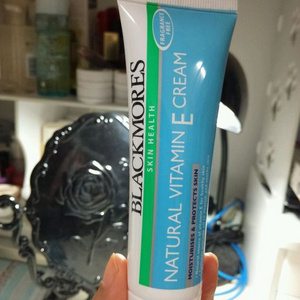 FRAGRANCE
FREE
BLACKMORES
SKIN HEALTH
NATURAL VITAMIN E CREAM
MOISTURISES & PROTECTS SKIN